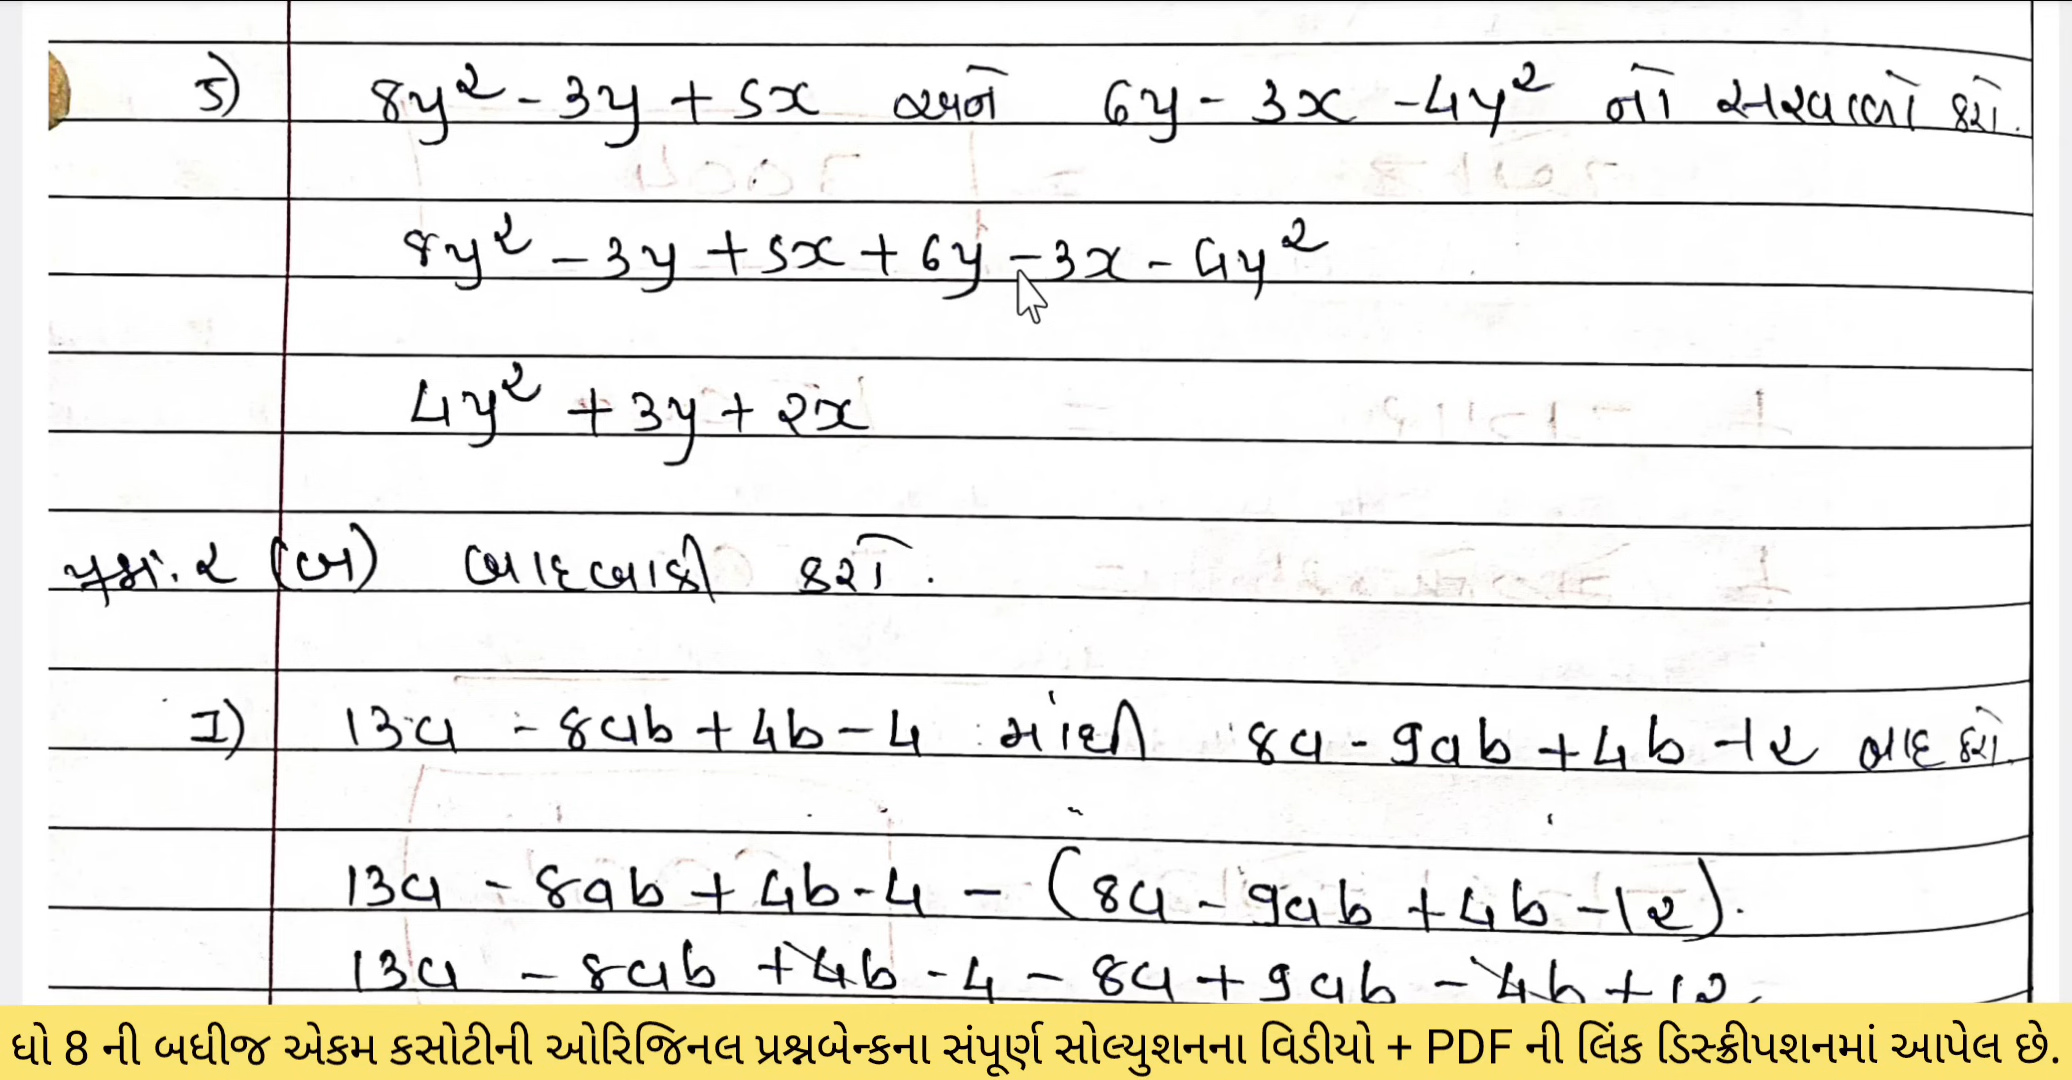 5) 8y² - 3y + 5x અને 6y - 3x - 4y² નો સરવાળો કરો.
8y² - 3y + 5x + 6y - 3x - 4y²
4y² + 3y + 2x
પ્રશ્ન. ૨ (બ) બાદબાકી કરો.
1) 13a - 8ab + 4b - 4 માંથી 8a - 9ab + 4b - 1૨ બાદ કરો.
13a - 8ab + 4b - 4 - (8a - 9ab + 4b - 1૨).
13a - 8ab + 4b - 4 - 8a + 9ab - 4b + 1૨
ધો 8 ની બધીજ એકમ કસોટીની ઓરિજિનલ પ્રશ્નબેન્કના સંપૂર્ણ સોલ્યુશનના વિડીયો + PDF ની લિંક ડિસ્ક્રીપશનમાં આપેલ છે.